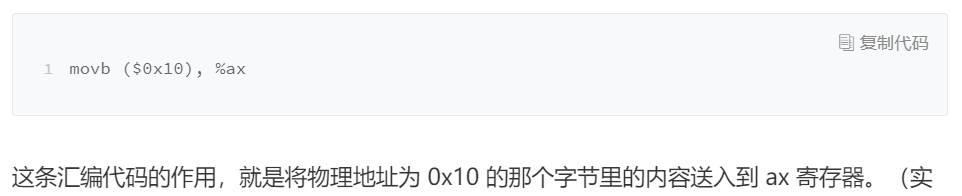 复制代码
1 movb ($0x10), %ax
这条汇编代码的作用，就是将物理地址为 0x10 的那个字节里的内容送入到 ax 寄存器。（实